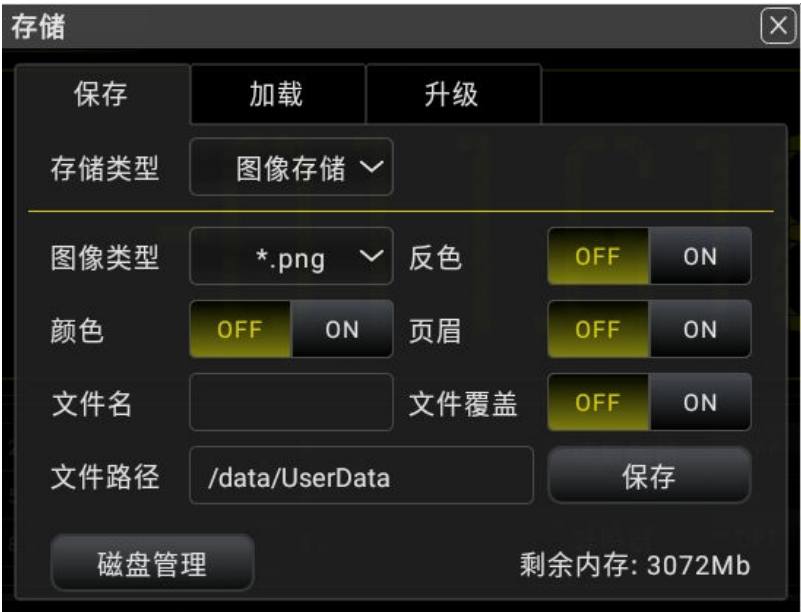 存储
保存 加载 升级
存储类型 图像存储
图像类型 *.png 反色 OFF ON
颜色 OFF ON 页眉 OFF ON
文件名 文件覆盖 OFF ON
文件路径 /data/UserData 保存
磁盘管理 剩余内存: 3072Mb